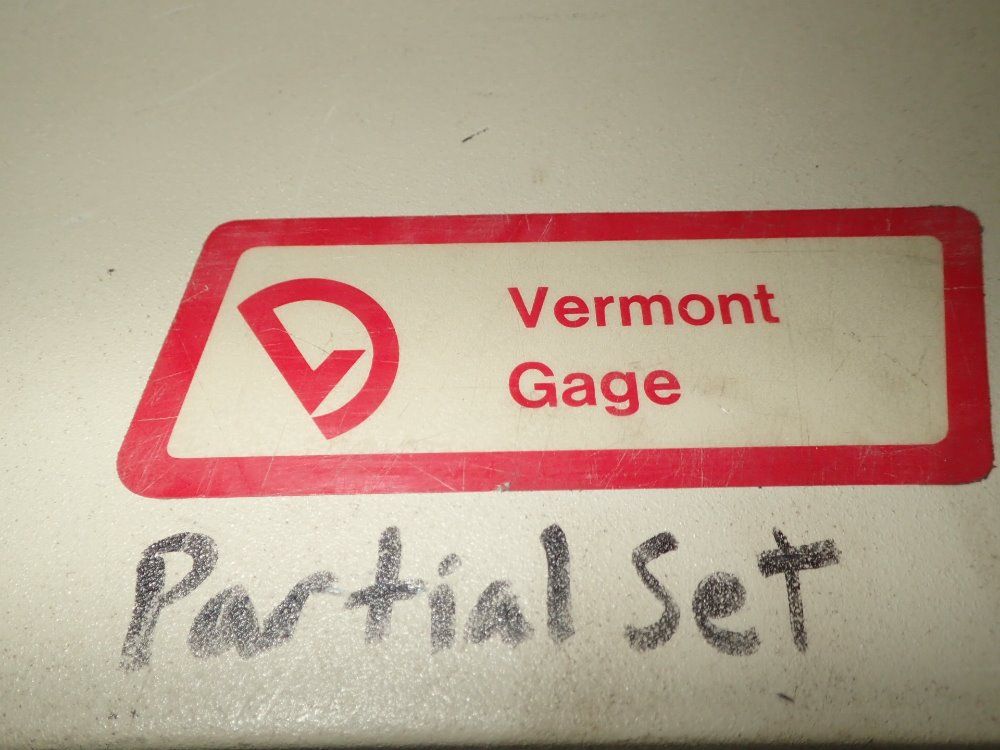 Vermont
Gage
Partial Set